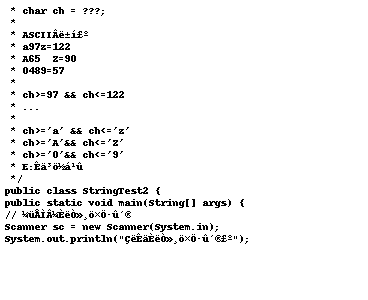 * char ch = ???;
*
* ASCIIÂë±í£º
* a97z=122
* A65  Z=90
* 0489=57
*
* ch>=97 && ch<=122
* ...
*
* ch>='a' && ch<='z'
* ch>='A'&& ch<='Z'
* ch>='0'&& ch<='9'
* E:Êä³ö½á¹û
*/
public class StringTest2 {
public static void main(String[] args) {
// ¼üÅÌÂ¼ÈëÒ»¸ö×Ö·û´®
Scanner sc = new Scanner(System.in);
System.out.println("ÇëÊäÈëÒ»¸ö×Ö·û´®£º");